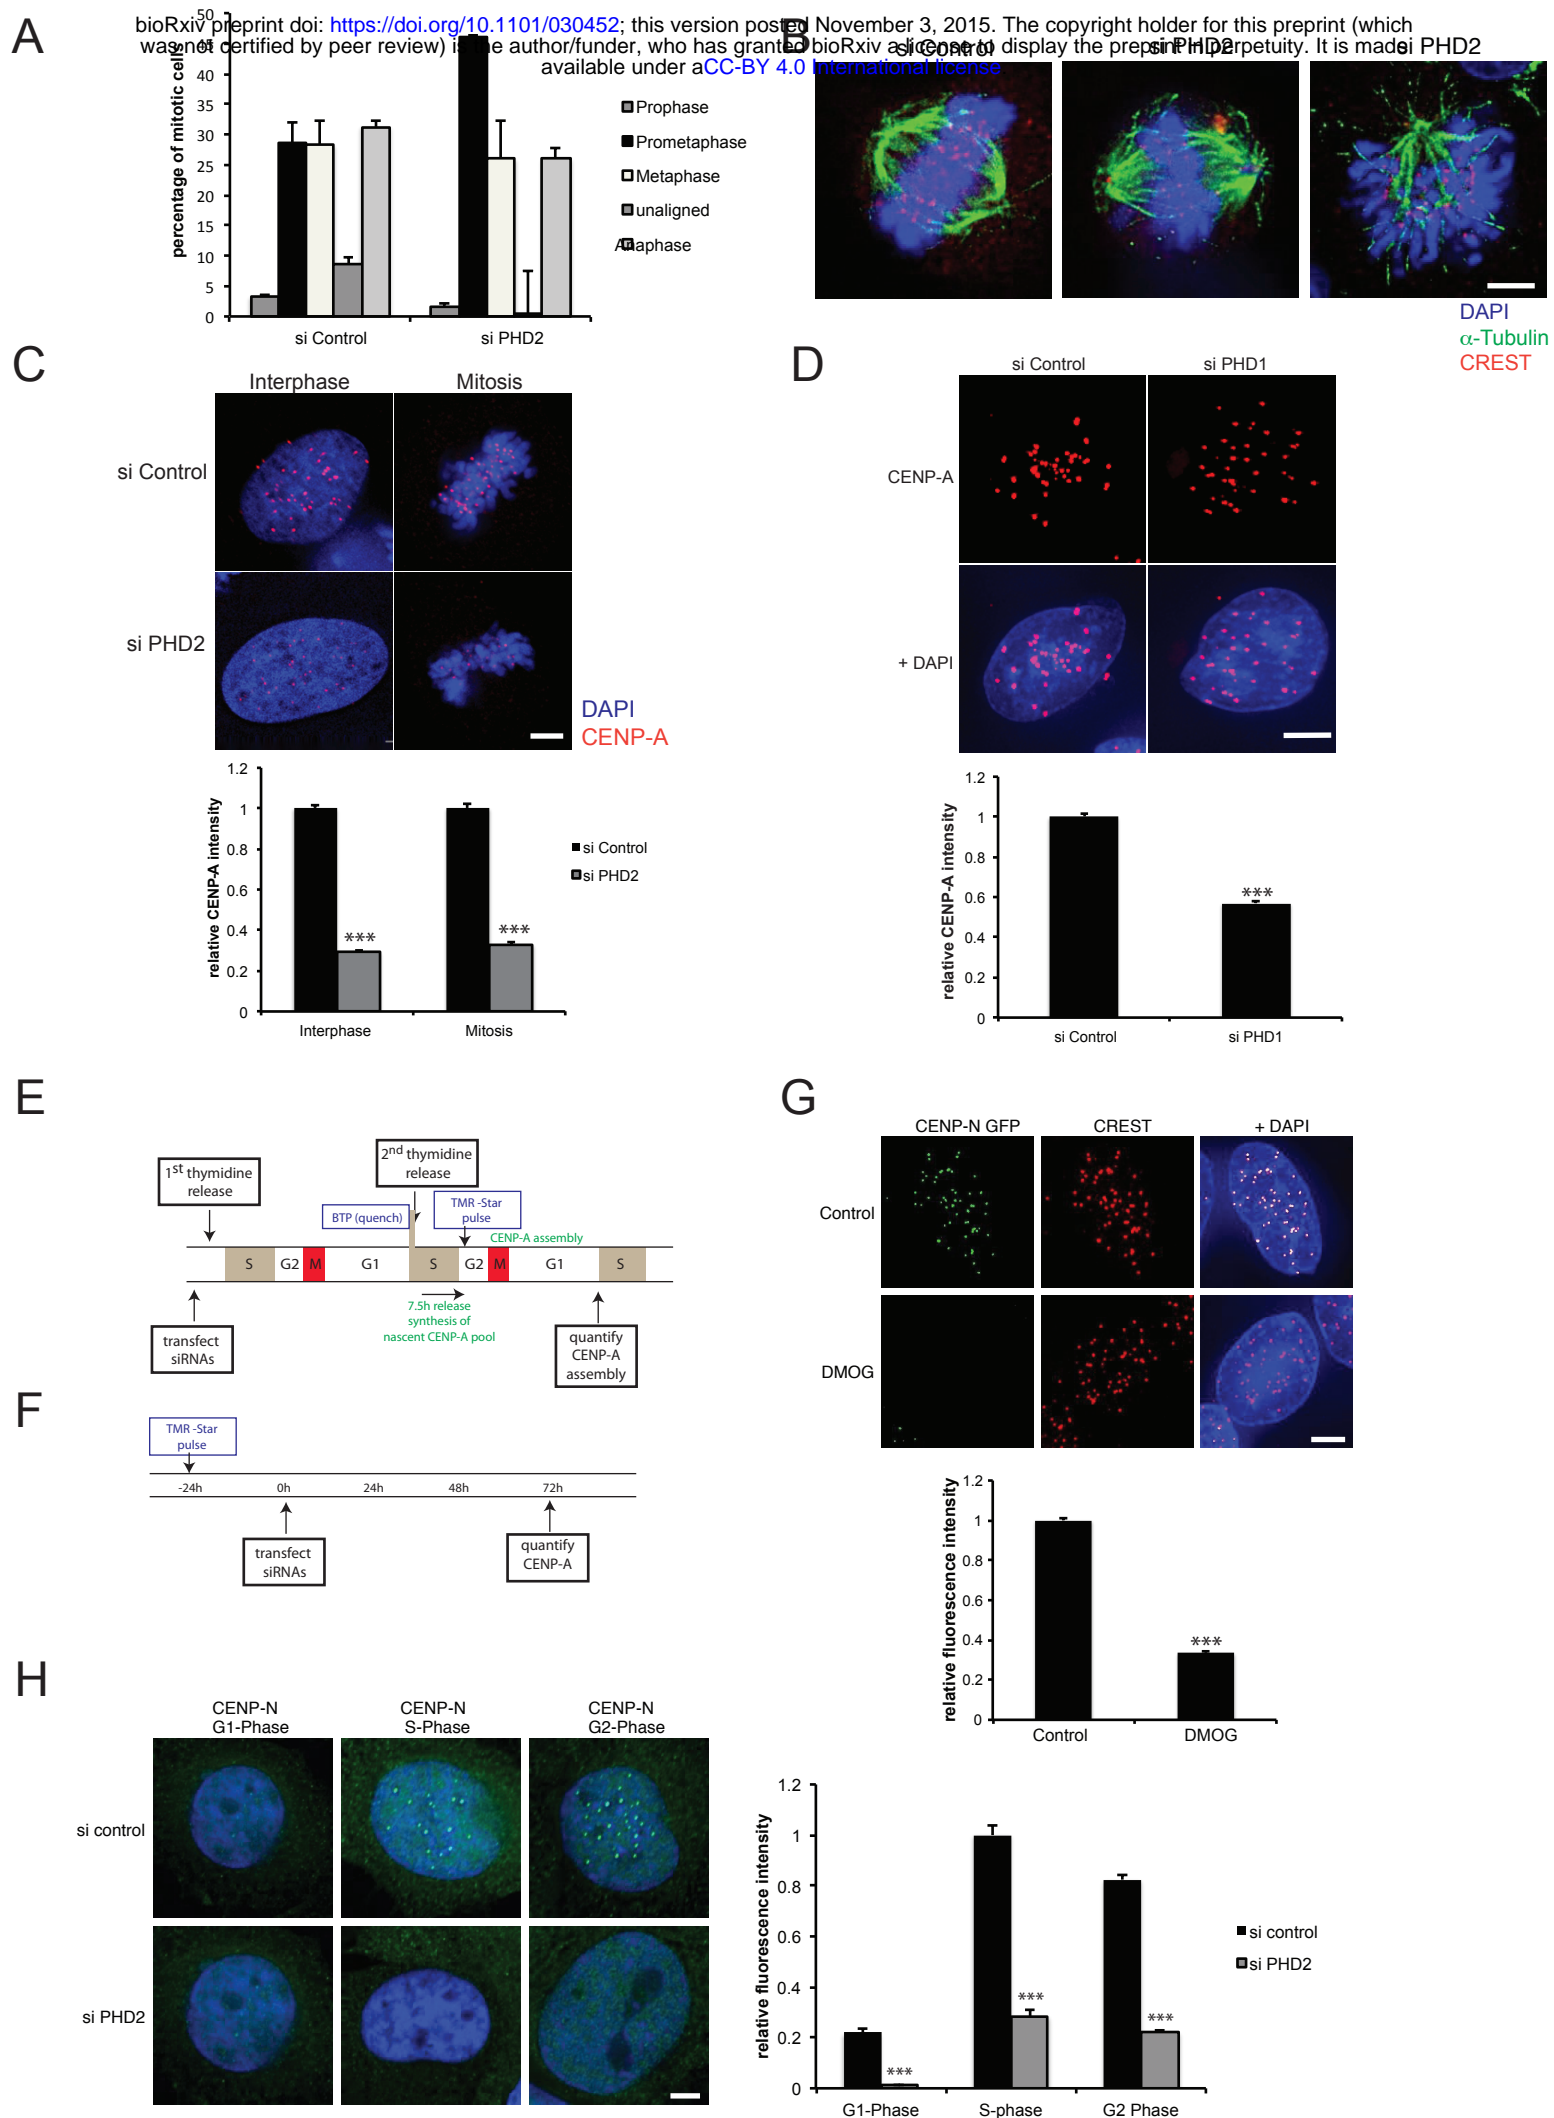 bioRxiv preprint doi: https://doi.org/10.1101/030452; this version posted November 3, 2015. The copyright holder for this preprint (which
was not certified by peer review) is the author/funder, who has granted bioRxiv a license to display the preprint in perpetuity. It is made
available under aCC-BY 4.0 International license
A
percentage of mitotic cells
50
45
40
35
30
25
20
15
10
5
0
si Control
si PHD2
Prophase
Prometaphase
Metaphase
unaligned
Anaphase
B
si Control
si PHD2
si PHD2
DAPI
α-Tubulin
CREST
C
Interphase
Mitosis
si Control
si PHD2
DAPI
CENP-A
relative CENP-A intensity
1.2
1
0.8
0.6
0.4
0.2
0
***
***
Interphase
Mitosis
si Control
si PHD2
D
si Control
si PHD1
CENP-A
+ DAPI
relative CENP-A intensity
1.2
1
0.8
0.6
0.4
0.2
0
***
si Control
si PHD1
E
1st thymidine
release
2nd thymidine
release
BTP (quench)
TMR -Star
pulse
CENP-A assembly
S
G2
M
G1
S
G2
M
G1
S
7.5h release
synthesis of
nascent CENP-A pool
transfect
siRNAs
quantify
CENP-A
assembly
F
TMR -Star
pulse
-24h
0h
24h
48h
72h
transfect
siRNAs
quantify
CENP-A
G
CENP-N GFP
CREST
+ DAPI
Control
DMOG
relative fluorescence intensity
1.2
1
0.8
0.6
0.4
0.2
0
***
Control
DMOG
H
CENP-N
G1-Phase
CENP-N
S-Phase
CENP-N
G2-Phase
si control
si PHD2
relative fluorescence intensity
1.2
1
0.8
0.6
0.4
0.2
0
***
***
***
G1-Phase
S-phase
G2 Phase
si control
si PHD2